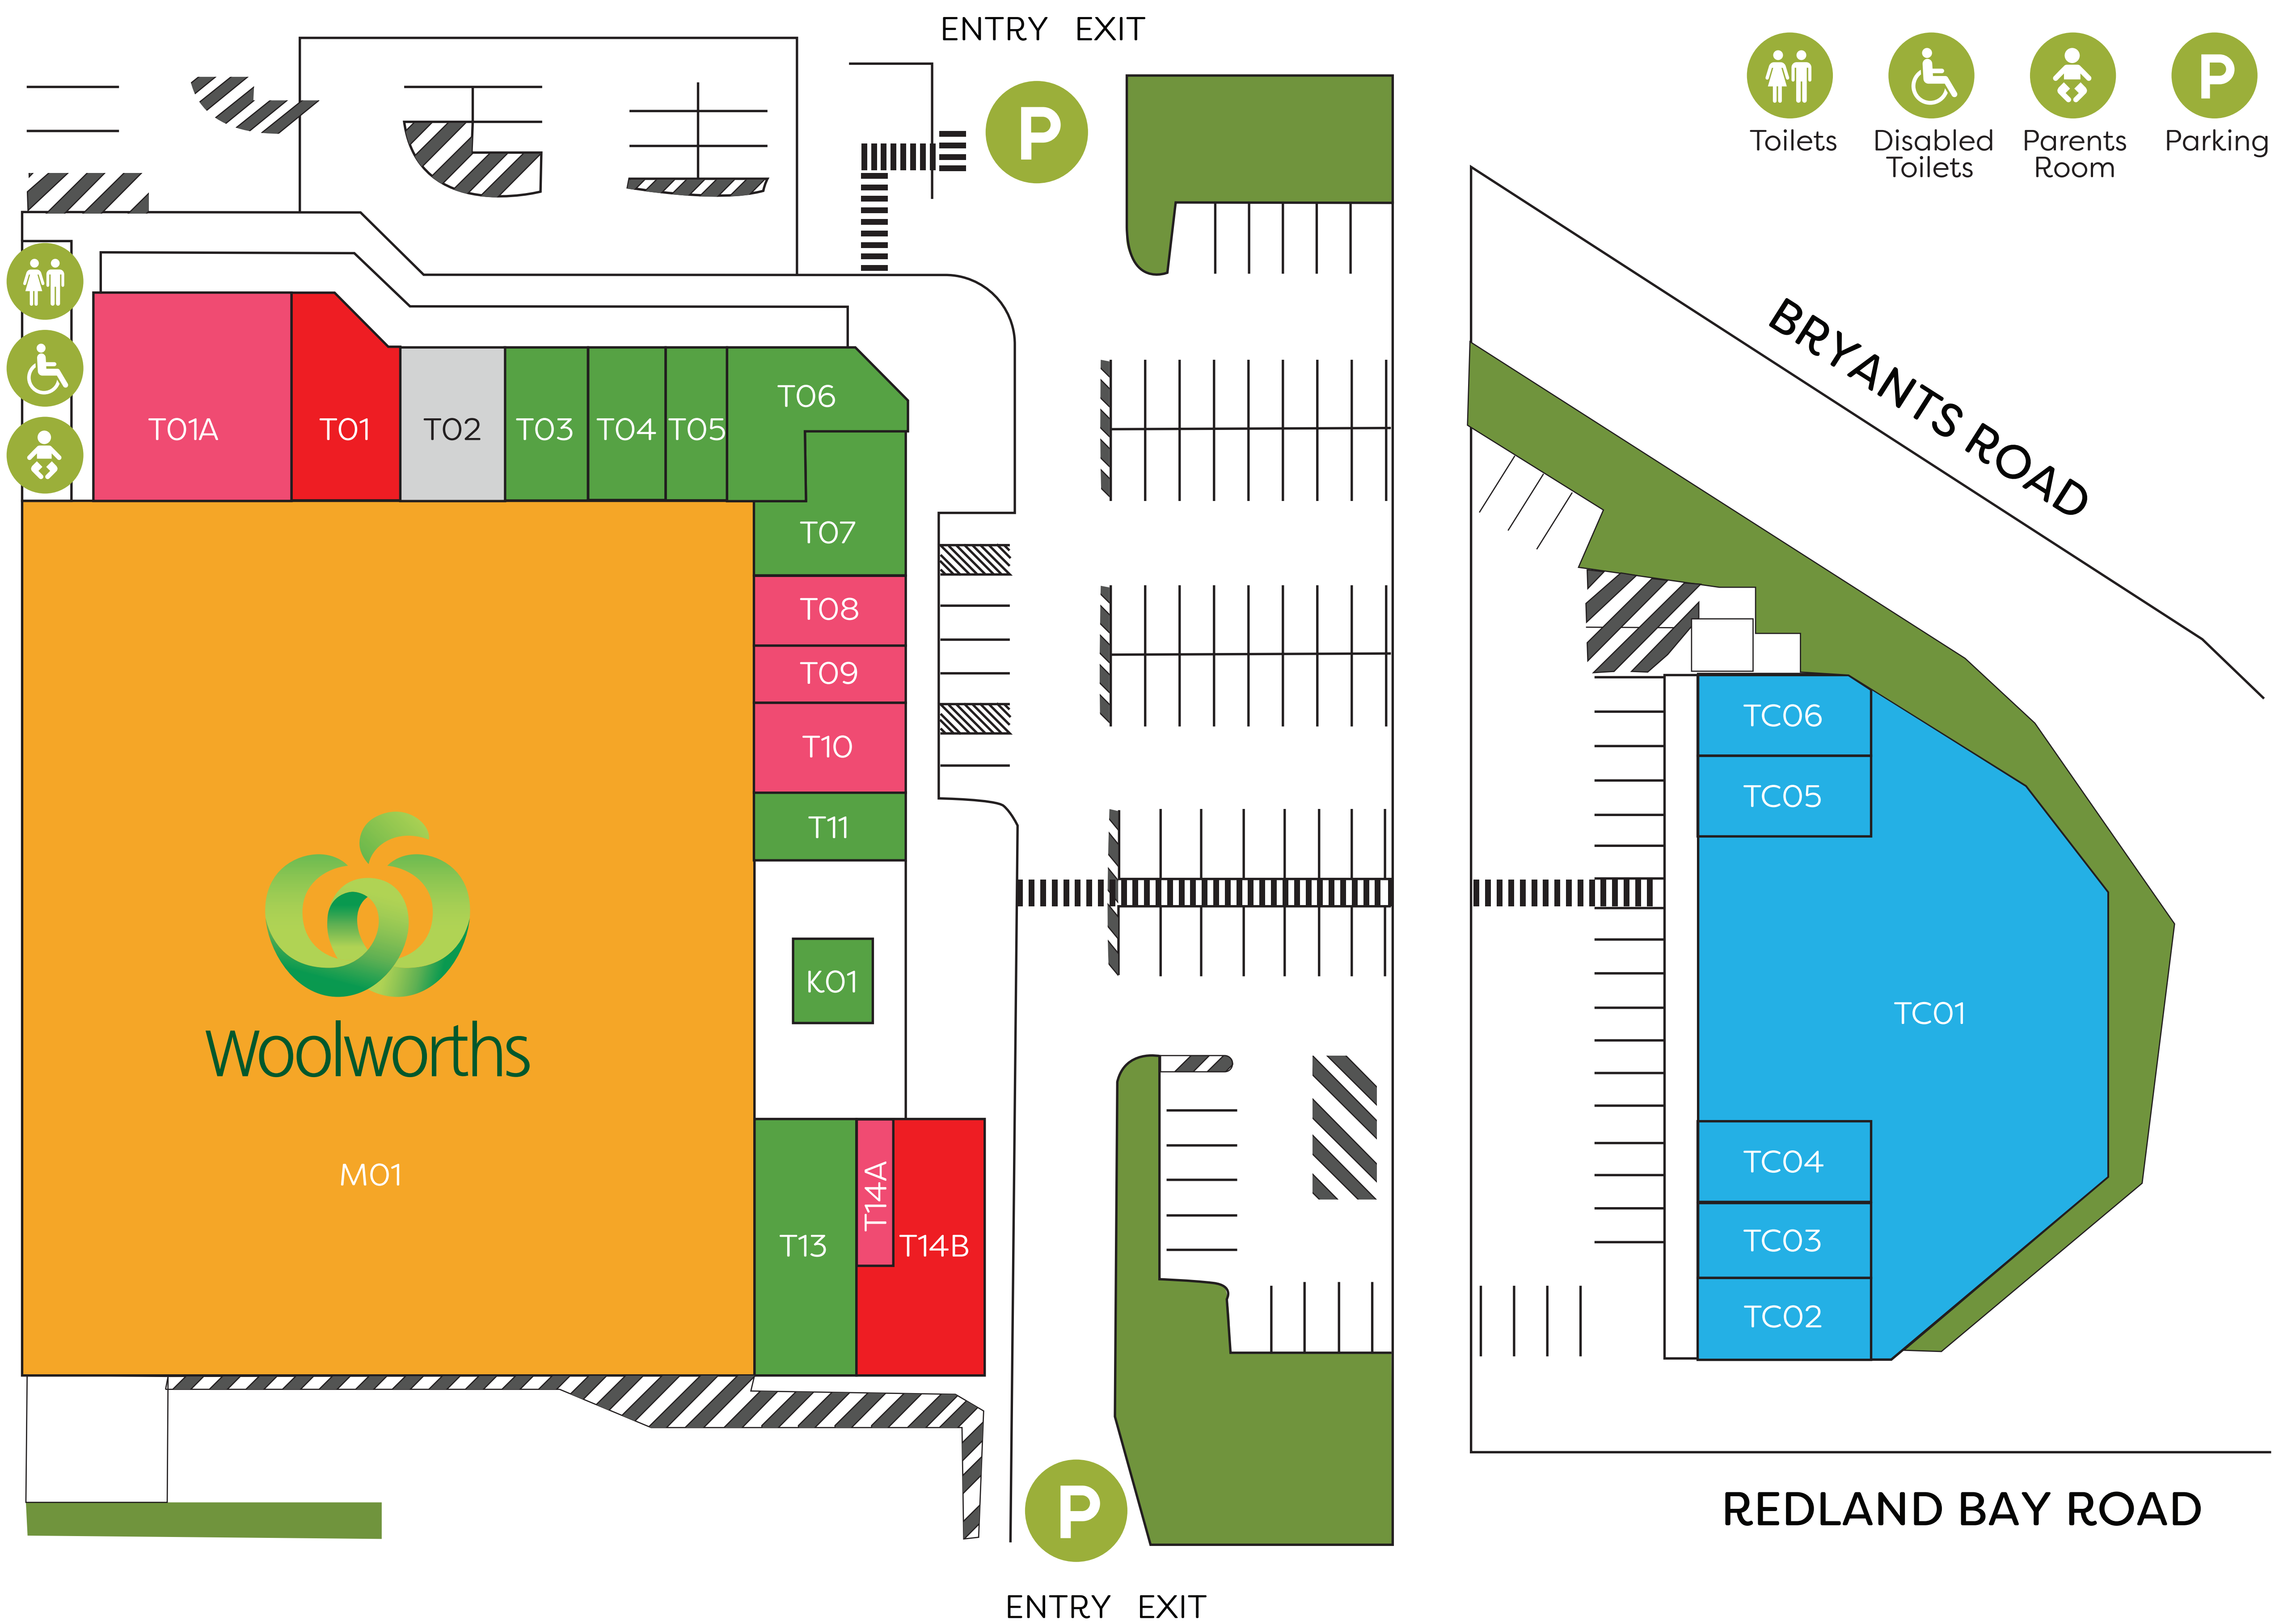 ENTRY EXIT
P
P
Toilets
Disabled
Toilets
Parents
Room
Parking
BRYANTS ROAD
T01A
T01
T02
T03
T04
T05
T06
T07
T08
T09
T10
T11
K01
Woolworths
M01
T13
T14A
T14B
TC06
TC05
TC01
TC04
TC03
TC02
P
REDLAND BAY ROAD
ENTRY EXIT